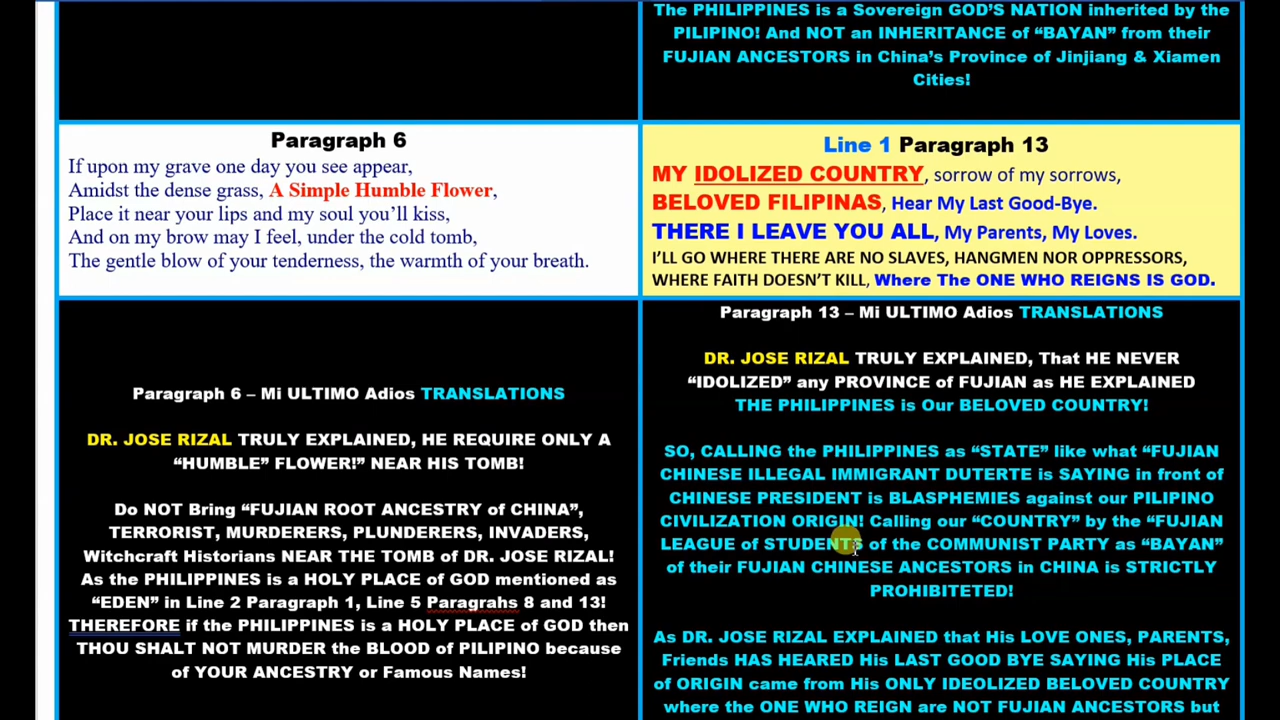 The PHILIPPINES is a Sovereign GOD'S NATION inherited by the
PILIPINO! And NOT an INHERITANCE of “BAYAN” from their
FUJIAN ANCESTORS in China's Province of Jinjiang & Xiamen
Cities!
Paragraph 6
If upon my grave one day you see appear,
Amidst the dense grass, A Simple Humble Flower,
Place it near your lips and my soul you'll kiss,
And on my brow may I feel, under the cold tomb,
The gentle blow of your tenderness, the warmth of your breath.
Line 1 Paragraph 13
MY IDOLIZED COUNTRY, sorrow of my sorrows,
BELOVED FILIPINAS, Hear My Last Good-Bye.
THERE I LEAVE YOU ALL, My Parents, My Loves.
I'LL GO WHERE THERE ARE NO SLAVES, HANGMEN NOR OPPRESSORS,
WHERE FAITH DOESN'T KILL, Where The ONE WHO REIGNS IS GOD.
Paragraph 6 – Mi ULTIMO Adios TRANSLATIONS
DR. JOSE RIZAL TRULY EXPLAINED, HE REQUIRE ONLY A
“HUMBLE” FLOWER!” NEAR HIS TOMB!
Do NOT Bring “FUJIAN ROOT ANCESTRY of CHINA”,
TERRORIST, MURDERERS, PLUNDERERS, INVADERS,
Witchcraft Historians NEAR THE TOMB of DR. JOSE RIZAL!
As the PHILIPPINES is a HOLY PLACE of GOD mentioned as
“EDEN” in Line 2 Paragraph 1, Line 5 Paragrahs 8 and 13!
THEREFORE if the PHILIPPINES is a HOLY PLACE of GOD then
THOU SHALT NOT MURDER the BLOOD of PILIPINO because
of YOUR ANCESTRY or Famous Names!
Paragraph 13 – Mi ULTIMO Adios TRANSLATIONS
DR. JOSE RIZAL TRULY EXPLAINED, That HE NEVER
“IDOLIZED” any PROVINCE of FUJIAN as HE EXPLAINED
THE PHILIPPINES is Our BELOVED COUNTRY!
SO, CALLING the PHILIPPINES as “STATE” like what “FUJIAN
CHINESE ILLEGAL IMMIGRANT DUTERTE is SAYING in front of
CHINESE PRESIDENT is BLASPHEMIES against our PILIPINO
CIVILIZATION ORIGIN! Calling our “COUNTRY” by the “FUJIAN
LEAGUE of STUDENTS of the COMMUNIST PARTY as “BAYAN”
of their FUJIAN CHINESE ANCESTORS in CHINA is STRICTLY
PROHIBITETED!
As DR. JOSE RIZAL EXPLAINED that His LOVE ONES, PARENTS,
Friends HAS HEARED His LAST GOOD BYE SAYING His PLACE
of ORIGIN came from His ONLY IDEOLIZED BELOVED COUNTRY
where the ONE WHO REIGN are NOT FUJIAN ANCESTORS but